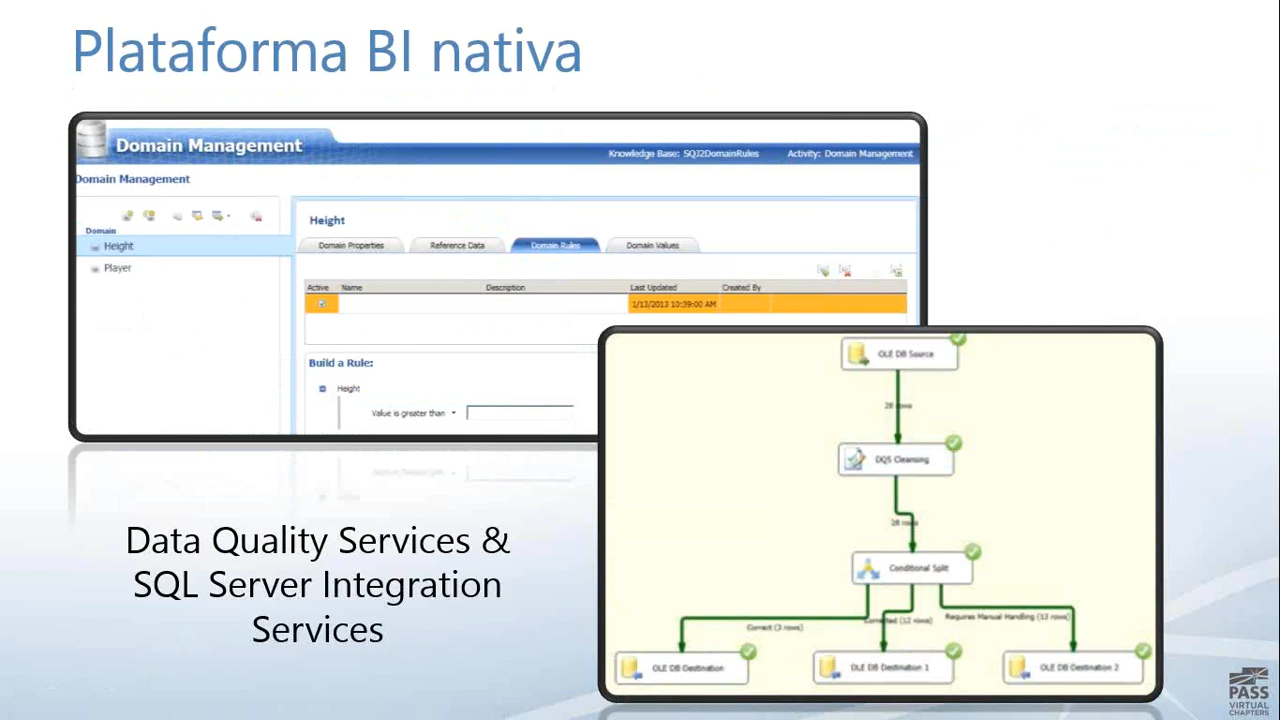 Plataforma BI nativa
Domain Management
Knowledge Base: SQJ2DomainRules
Activity: Domain Management
Domain Management
Domain
Height
Player
Height
Domain Properties
Reference Data
Domain Rules
Domain Values
Active Name Description Last Updated Created By
1/13/2013 10:39:00 AM
Build a Rule:
Height
Value is greater than
OLE DB Source
28 rows
DQS Cleansing
28 rows
Conditional Split
Correct (3 rows)
Corrected (12 rows)
Requires Manual Handling (13 rows)
OLE DB Destination
OLE DB Destination 1
OLE DB Destination 2
Data Quality Services &
SQL Server Integration
Services
PASS
VIRTUAL
CHAPTERS